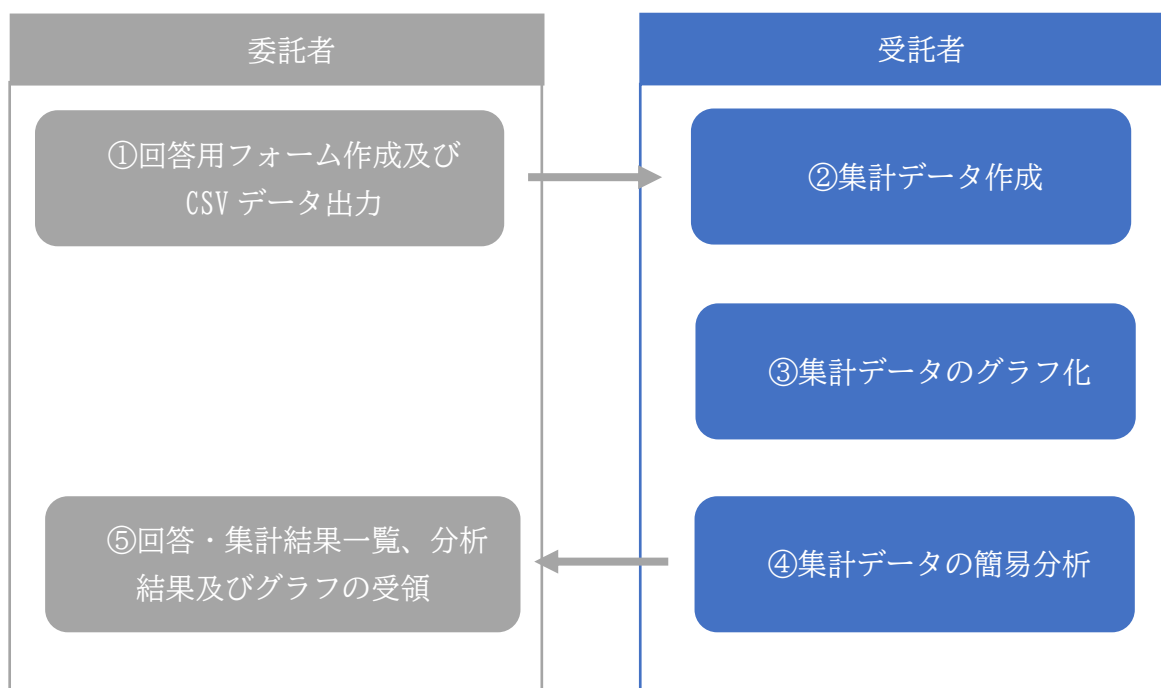 委託者
受託者
①回答用フォーム作成及び
CSV データ出力
②集計データ作成
③集計データのグラフ化
④集計データの簡易分析
⑤回答・集計結果一覧、分析
結果及びグラフの受領